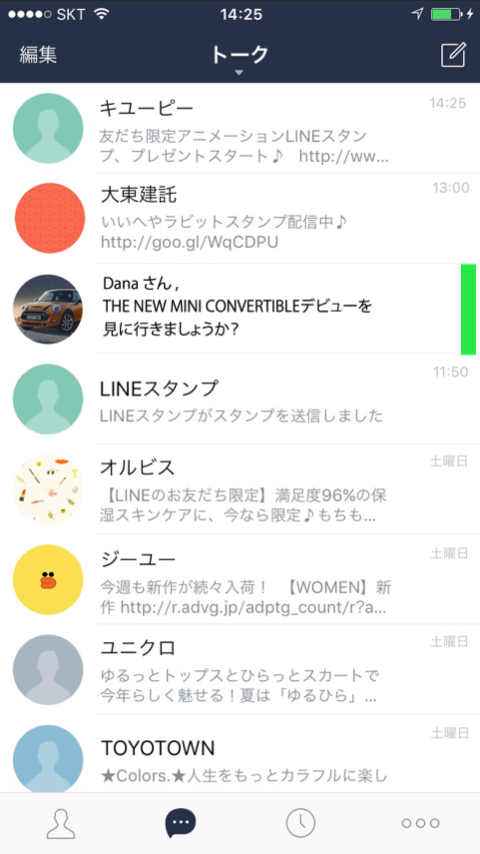 SKT 14:25
編集 トーク
キユーピー 14:25
友だち限定アニメーションLINEスタン
プ、プレゼントスタート♪ http://ww...
大東建託 13:00
いいへやラビットスタンプ配信中♪
http://goo.gl/WqCDPU
Dana さん ,
THE NEW MINI CONVERTIBLEデビューを
見に行きましょうか?
LINEスタンプ 11:50
LINEスタンプがスタンプを送信しました
オルビス 土曜日
【LINEのお友だち限定】満足度96%の保
湿スキンケアに、今なら限定♪もちも...
ジーユー 土曜日
今週も新作が続々入荷！ 【WOMEN】新
作 http://r.advg.jp/adptg_count/r?a...
ユニクロ 土曜日
ゆるっとトップスとひらっとスカートで
今年らしく魅せる！夏は「ゆるひら」...
TOYOTOWN 土曜日
★Colors.★人生をもっとカラフルに楽し